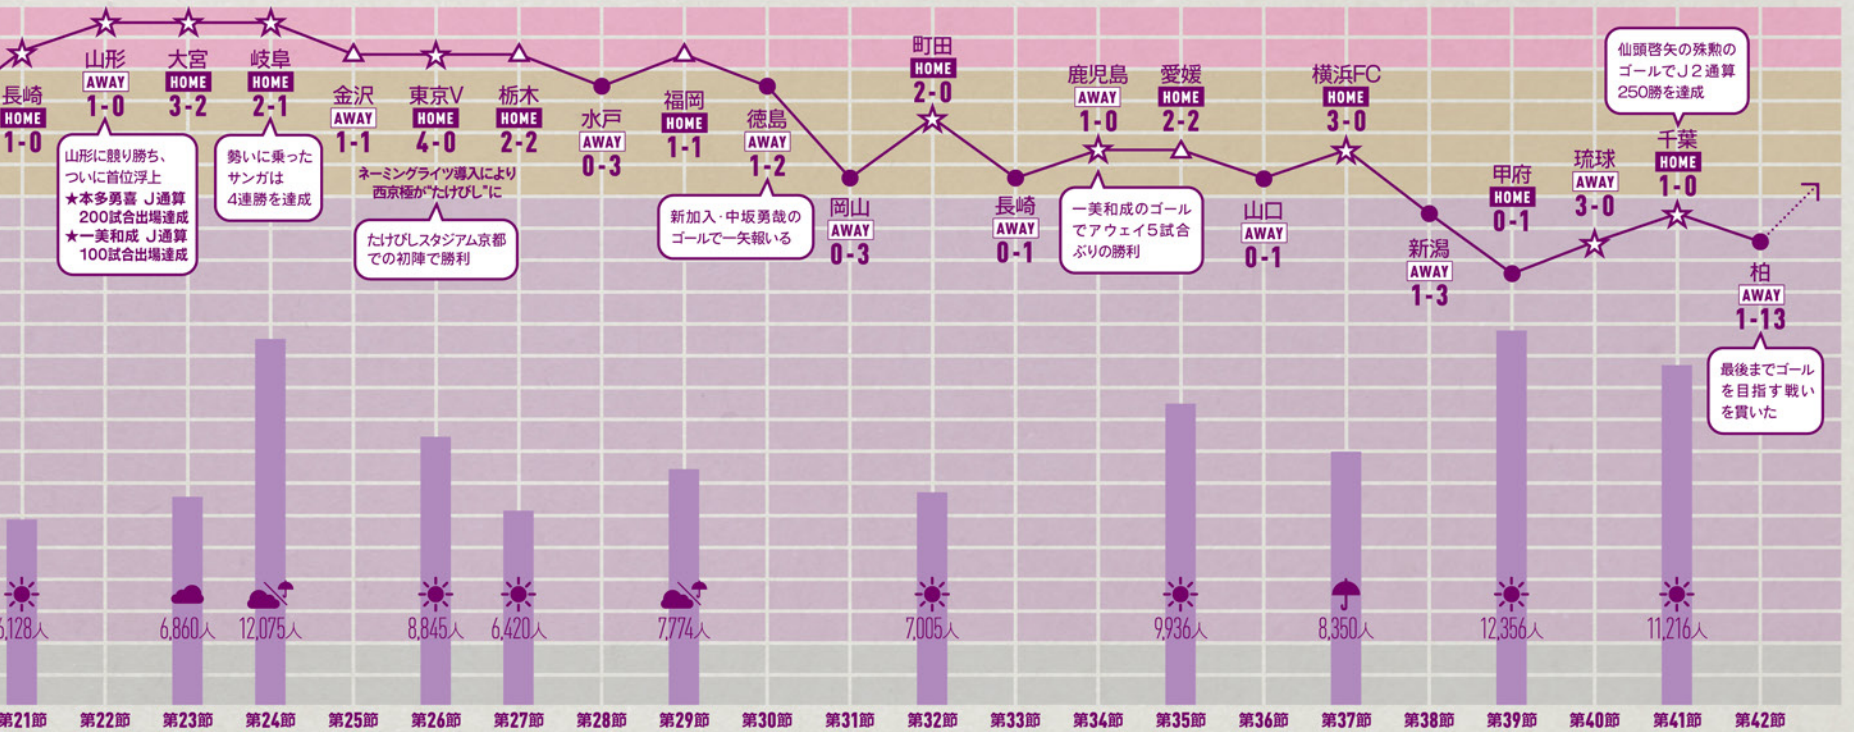 長崎
HOME
1-0
山形
AWAY
1-0
山形に競り勝ち、
ついに首位浮上
★本多勇喜 J通算
200試合出場達成
★一美和成 J通算
100試合出場達成
大宮
HOME
3-2
岐阜
HOME
2-1
勢いに乗った
サンガは
4連勝を達成
金沢
AWAY
1-1
東京V
HOME
4-0
ネーミングライツ導入により
西京極が"たけびし"に
たけびしスタジアム京都
での初陣で勝利
栃木
HOME
2-2
水戸
AWAY
0-3
福岡
HOME
1-1
徳島
AWAY
1-2
新加入・中坂勇哉の
ゴールで一矢報いる
岡山
AWAY
0-3
町田
HOME
2-0
長崎
AWAY
0-1
鹿児島
AWAY
1-0
一美和成のゴール
でアウェイ5試合
ぶりの勝利
愛媛
HOME
2-2
山口
AWAY
0-1
横浜FC
HOME
3-0
新潟
AWAY
1-3
甲府
HOME
0-1
琉球
AWAY
3-0
仙頭啓矢の殊勲の
ゴールでJ2通算
250勝を達成
千葉
HOME
1-0
柏
AWAY
1-13
最後までゴール
を目指す戦い
を貫いた
,128人
6,860人
12,075人
8,845人
6,420人
7,774人
7,005人
9,936人
8,350人
12,356人
11,216人
第21節
第22節
第23節
第24節
第25節
第26節
第27節
第28節
第29節
第30節
第31節
第32節
第33節
第34節
第35節
第36節
第37節
第38節
第39節
第40節
第41節
第42節